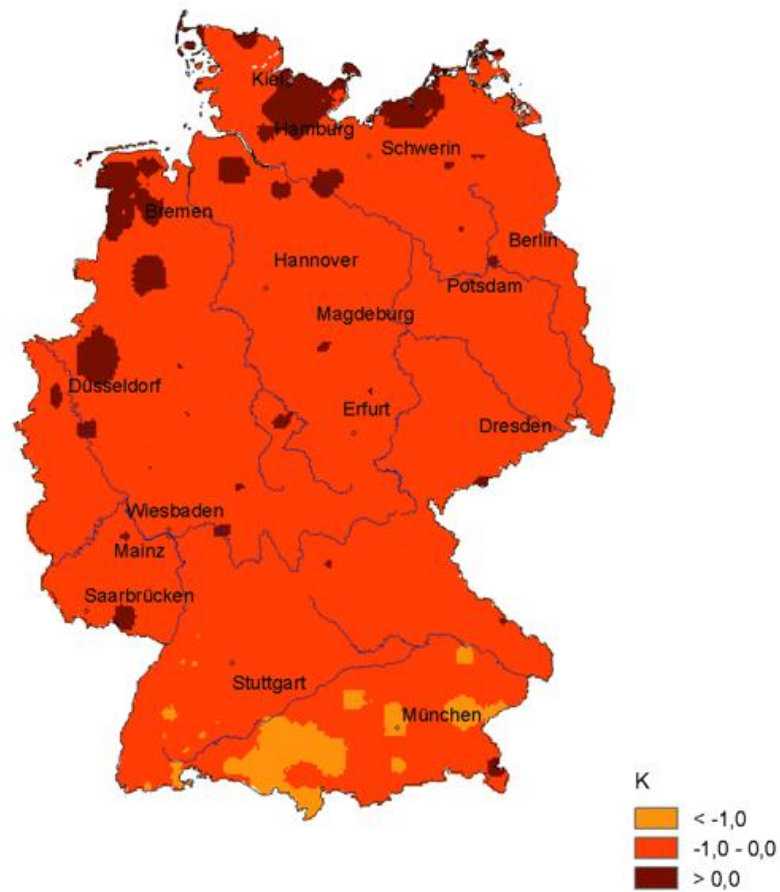 Kiel
Hamburg
Schwerin
Bremen
Berlin
Hannover
Potsdam
Magdeburg
Düsseldorf
Erfurt
Dresden
Wiesbaden
Mainz
Saarbrücken
Stuttgart
München
K
< -1,0
-1,0 - 0,0
> 0,0